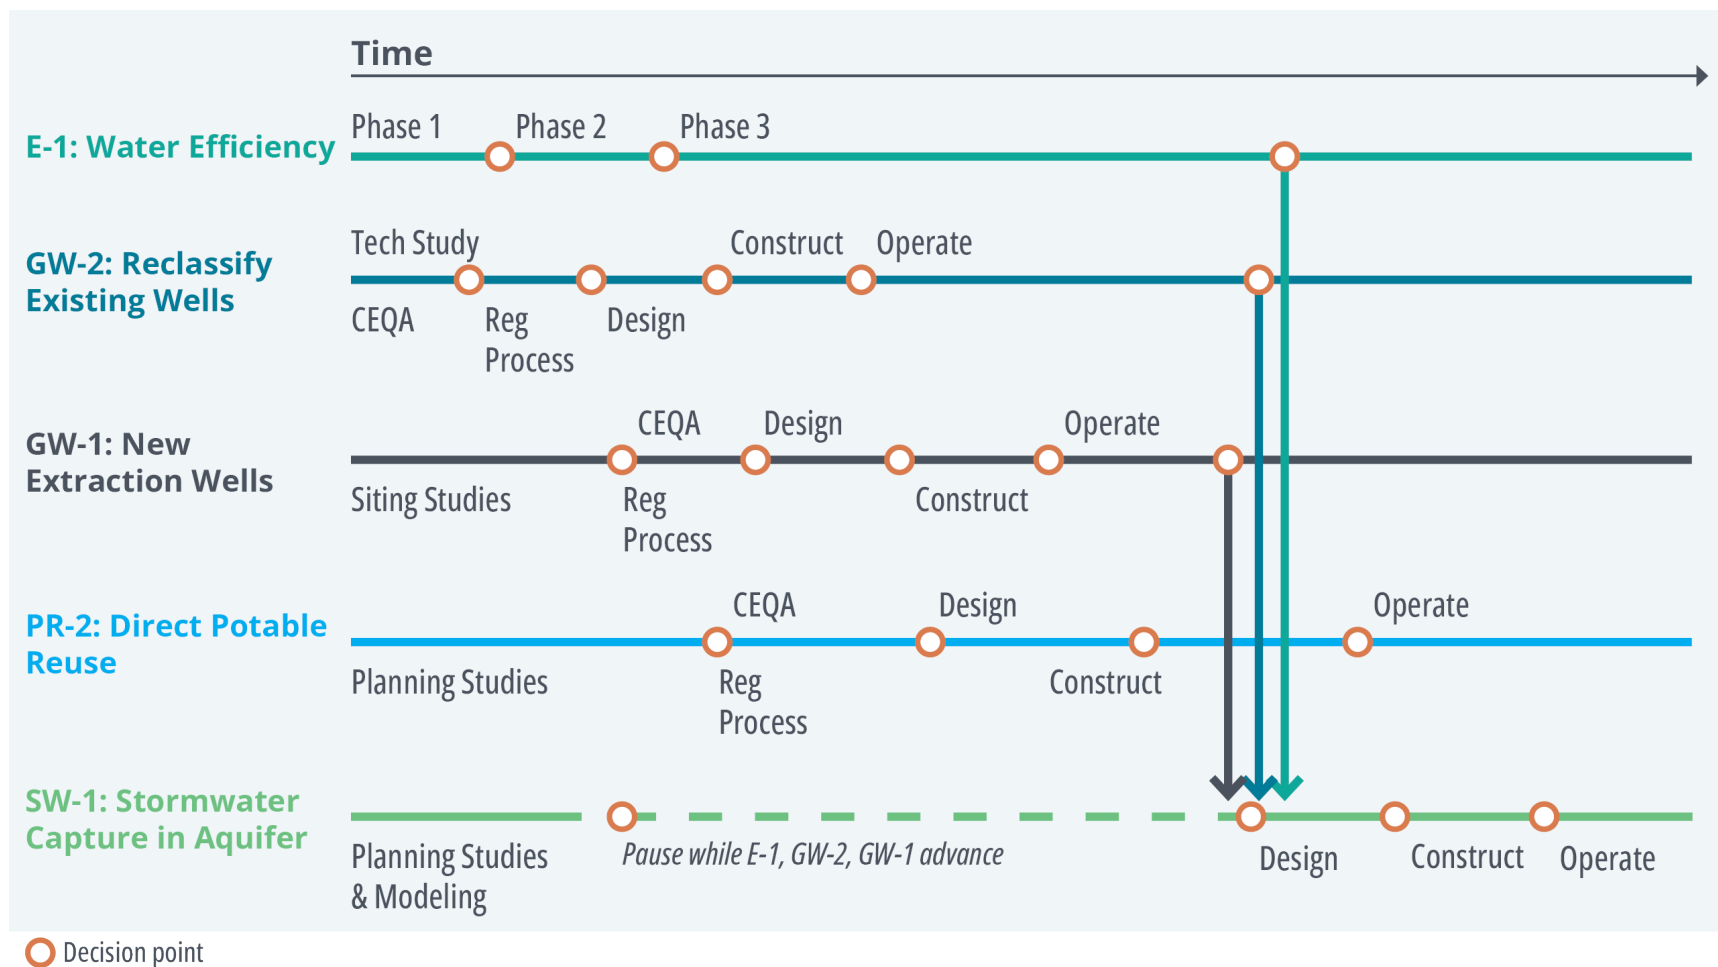 Time
Phase 1
Phase 2
Phase 3
E-1: Water Efficiency
Tech Study
Construct
Operate
GW-2: Reclassify
Existing Wells
CEQA
Reg
Process
Design
CEQA
Design
Operate
GW-1: New
Extraction Wells
Siting Studies
Reg
Process
Construct
CEQA
Design
Operate
PR-2: Direct Potable
Reuse
Planning Studies
Reg
Process
Construct
SW-1: Stormwater
Capture in Aquifer
Planning Studies
& Modeling
Pause while E-1, GW-2, GW-1 advance
Design
Construct
Operate
Decision point